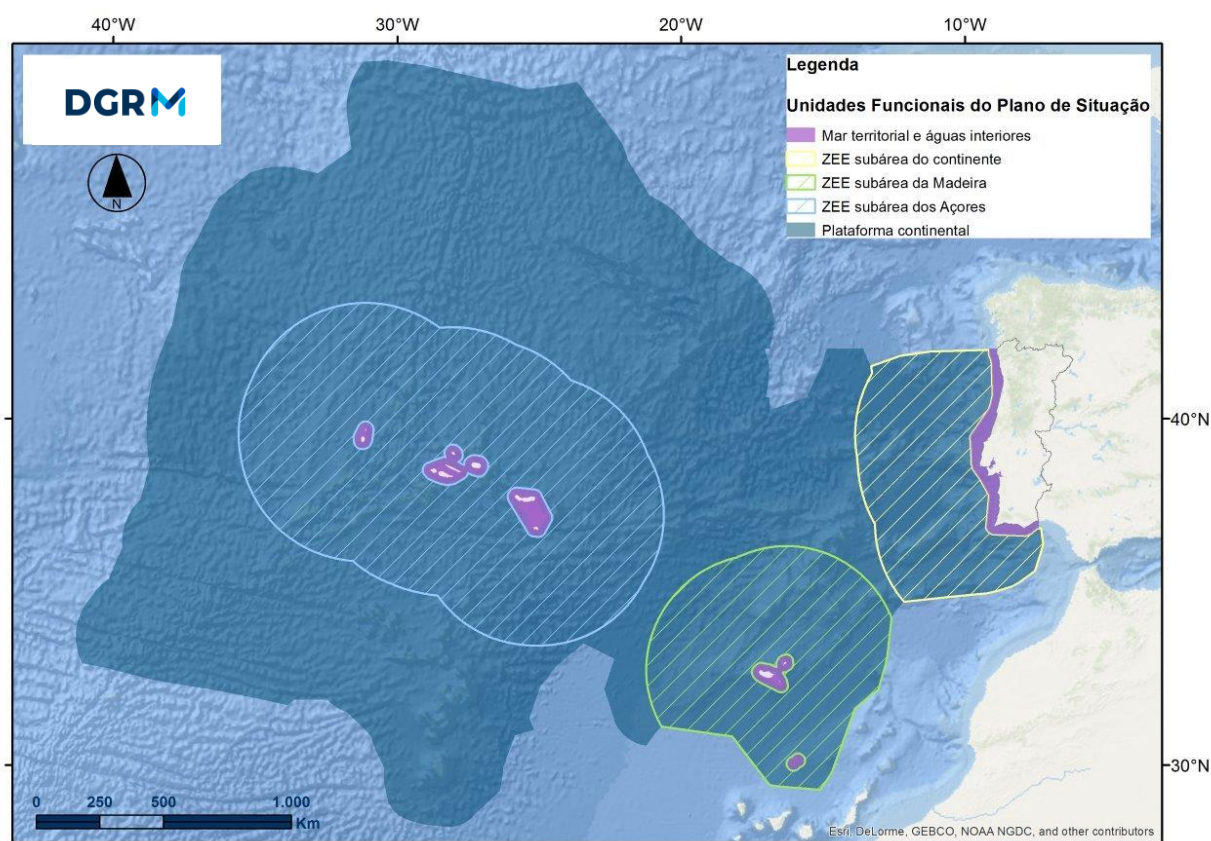 40°W 30°W 20°W 10°W
DGRM
N
Legenda
Unidades Funcionais do Plano de Situação
Mar territorial e águas interiores
ZEE subárea do continente
ZEE subárea da Madeira
ZEE subárea dos Açores
Plataforma continental
40°N
30°N
0 250 500 1.000
Km
Esri, DeLorme, GEBCO, NOAA NGDC, and other contributors